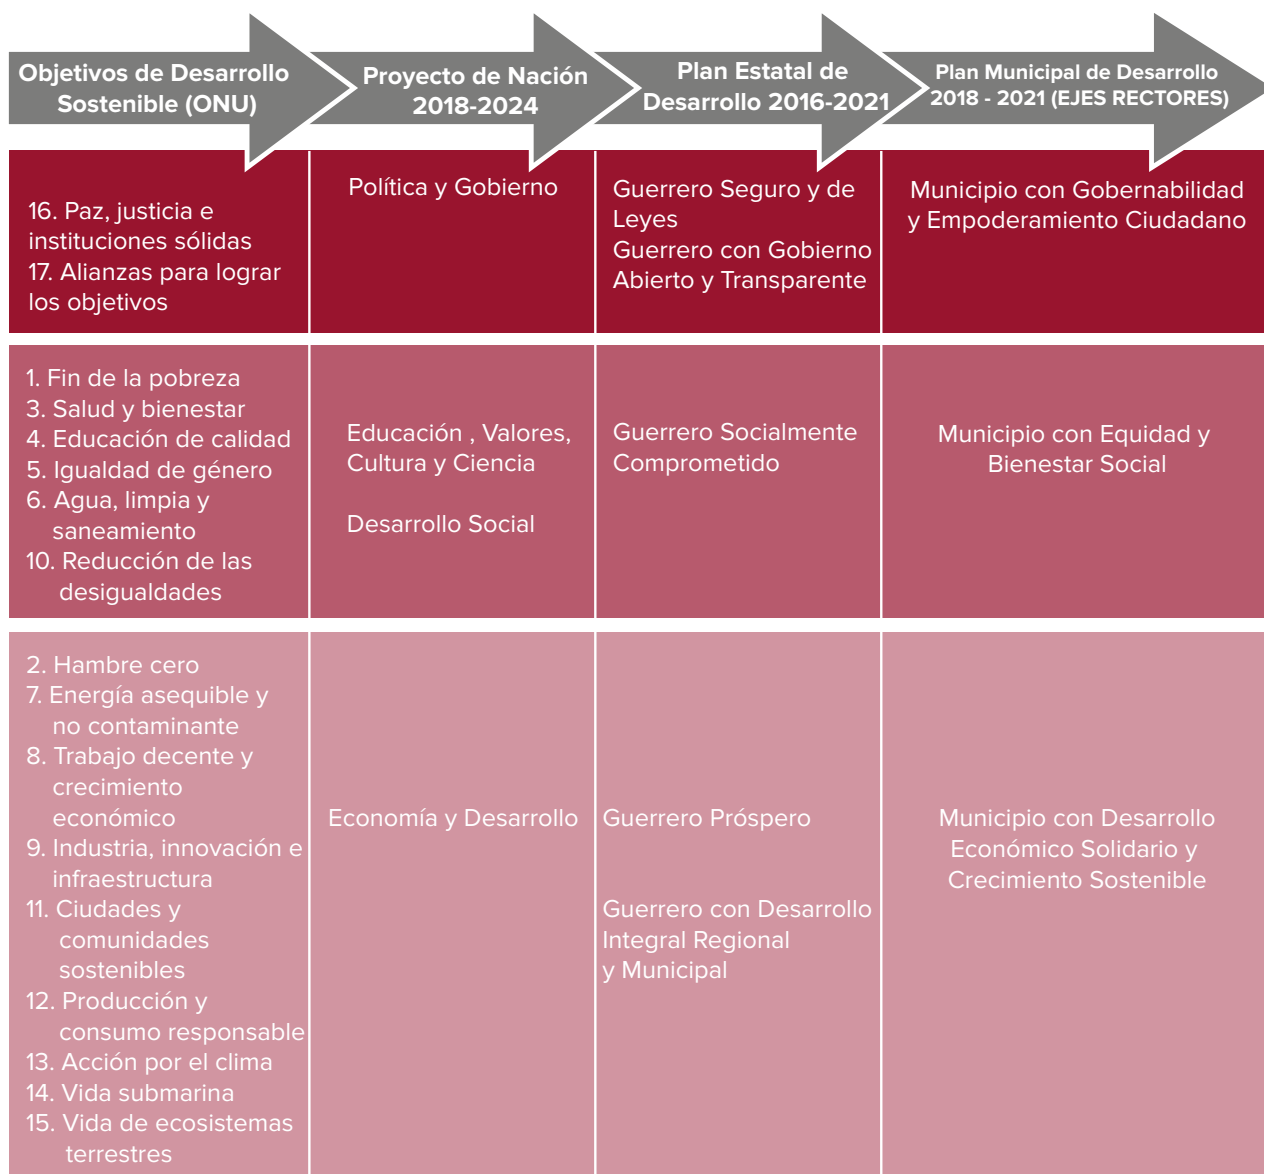 Objetivos de Desarrollo
Sostenible (ONU)
Proyecto de Nación
2018-2024
Plan Estatal de
Desarrollo 2016-2021
Plan Municipal de Desarrollo
2018 - 2021 (EJES RECTORES)
16. Paz, justicia e
instituciones sólidas
17. Alianzas para lograr
los objetivos
Política y Gobierno
Guerrero Seguro y de
Leyes
Guerrero con Gobierno
Abierto y Transparente
Municipio con Gobernabilidad
y Empoderamiento Ciudadano
1. Fin de la pobreza
3. Salud y bienestar
4. Educación de calidad
5. Igualdad de género
6. Agua, limpia y
saneamiento
10. Reducción de las
desigualdades
Educación , Valores,
Cultura y Ciencia
Desarrollo Social
Guerrero Socialmente
Comprometido
Municipio con Equidad y
Bienestar Social
2. Hambre cero
7. Energía asequible y
no contaminante
8. Trabajo decente y
crecimiento
económico
9. Industria, innovación e
infraestructura
11. Ciudades y
comunidades
sostenibles
12. Producción y
consumo responsable
13. Acción por el clima
14. Vida submarina
15. Vida de ecosistemas
terrestres
Economía y Desarrollo
Guerrero Próspero
Guerrero con Desarrollo
Integral Regional
y Municipal
Municipio con Desarrollo
Económico Solidario y
Crecimiento Sostenible